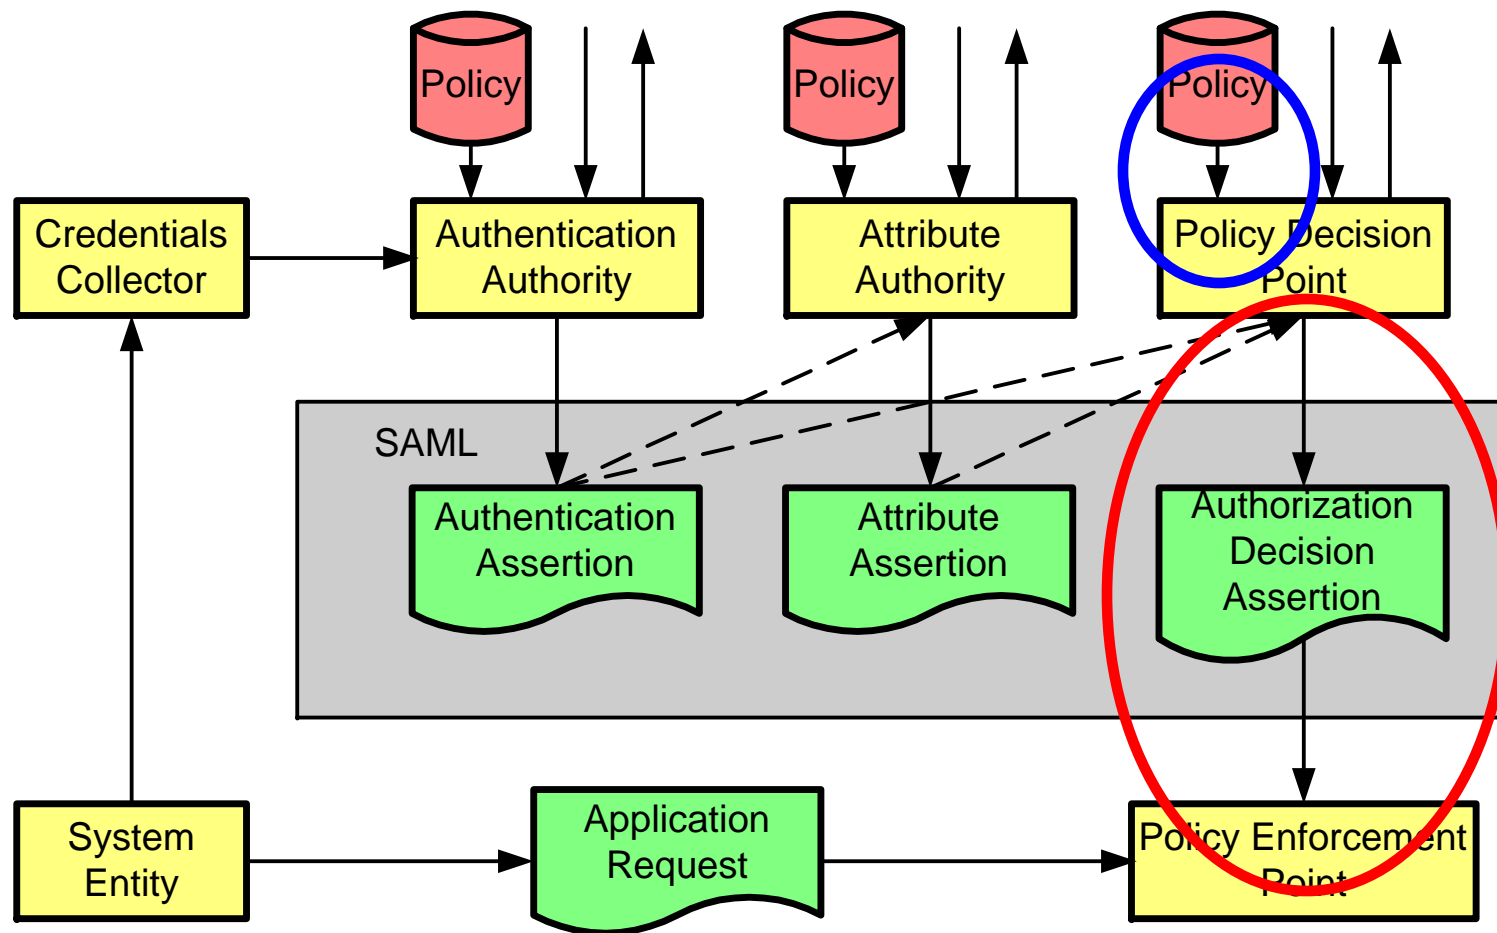 Policy
Policy
Policy
Credentials
Collector
Authentication
Authority
Attribute
Authority
Policy Decision
Point
SAML
Authentication
Assertion
Attribute
Assertion
Authorization
Decision
Assertion
System
Entity
Application
Request
Policy Enforcement
Point